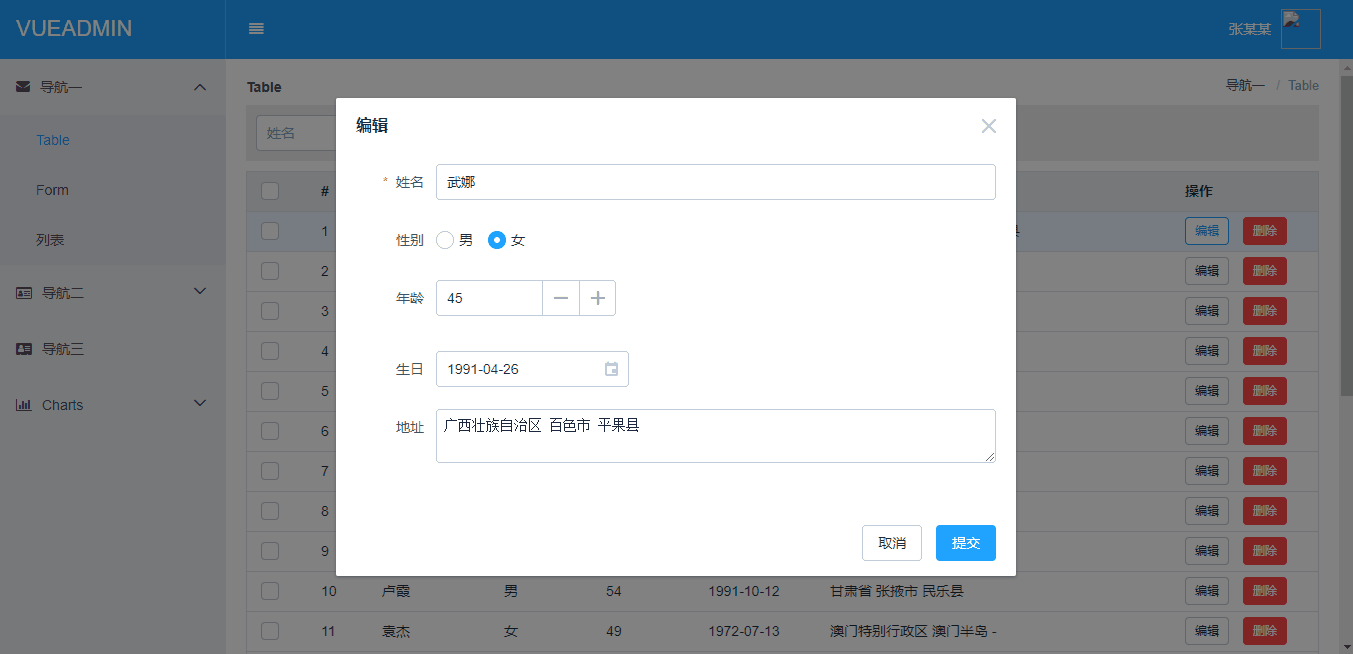 VUEADMIN
张某某
导航一
Table
Form
列表
导航二
导航三
Charts
Table
导航一 / Table
姓名
# 操作
1 编辑 删除
2 编辑 删除
3 编辑 删除
4 编辑 删除
5 编辑 删除
6 编辑 删除
7 编辑 删除
8 编辑 删除
9 编辑 删除
10 卢霞 男 54 1991-10-12 甘肃省 张掖市 民乐县 编辑 删除
11 袁杰 女 49 1972-07-13 澳门特别行政区 澳门半岛 - 编辑 删除
编辑
* 姓名 武娜
性别 男 女
年龄 45
生日 1991-04-26
地址 广西壮族自治区 百色市 平果县
取消 提交